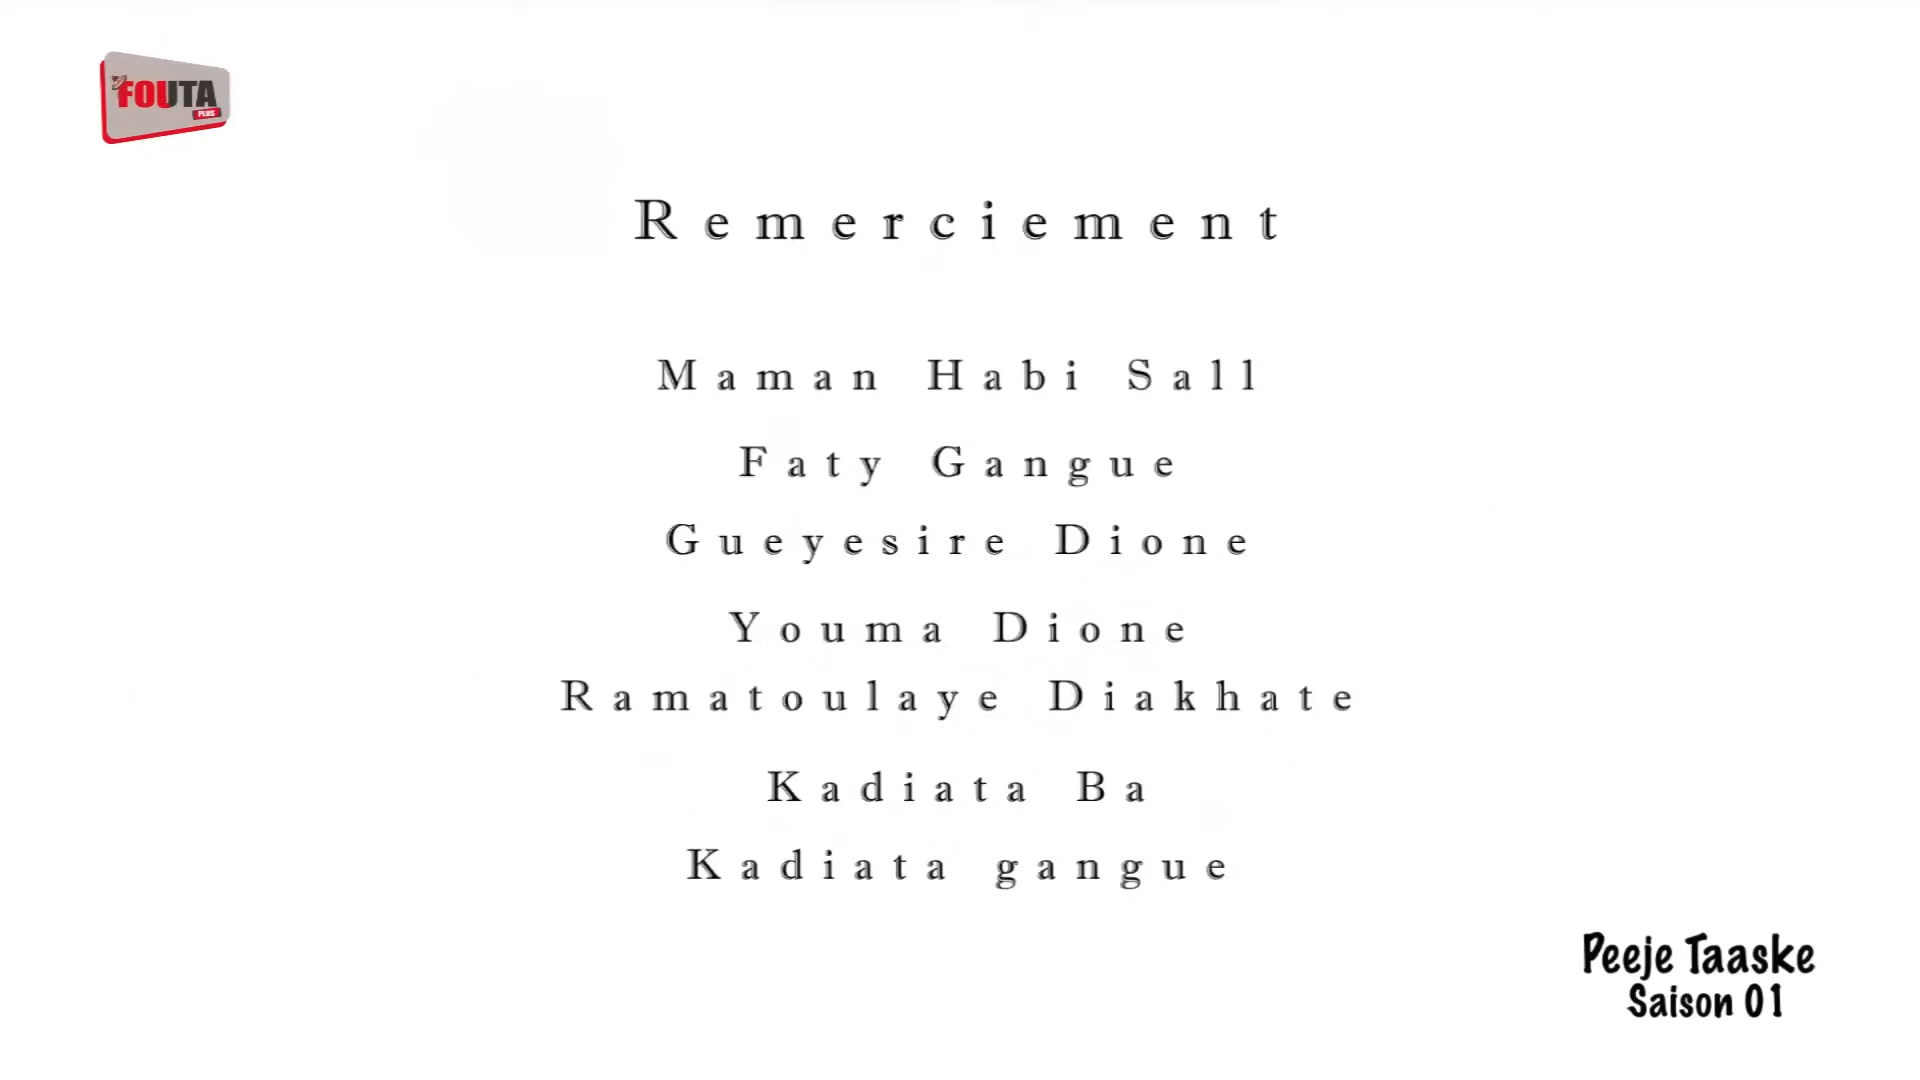 FOUTA
PLUS
Remerciement
Maman Habi Sall
Faty Gangue
Gueyesire Dione
Youma Dione
Ramatoulaye Diakhate
Kadiata Ba
Kadiata gangue
Peeje Taaske
Saison 01